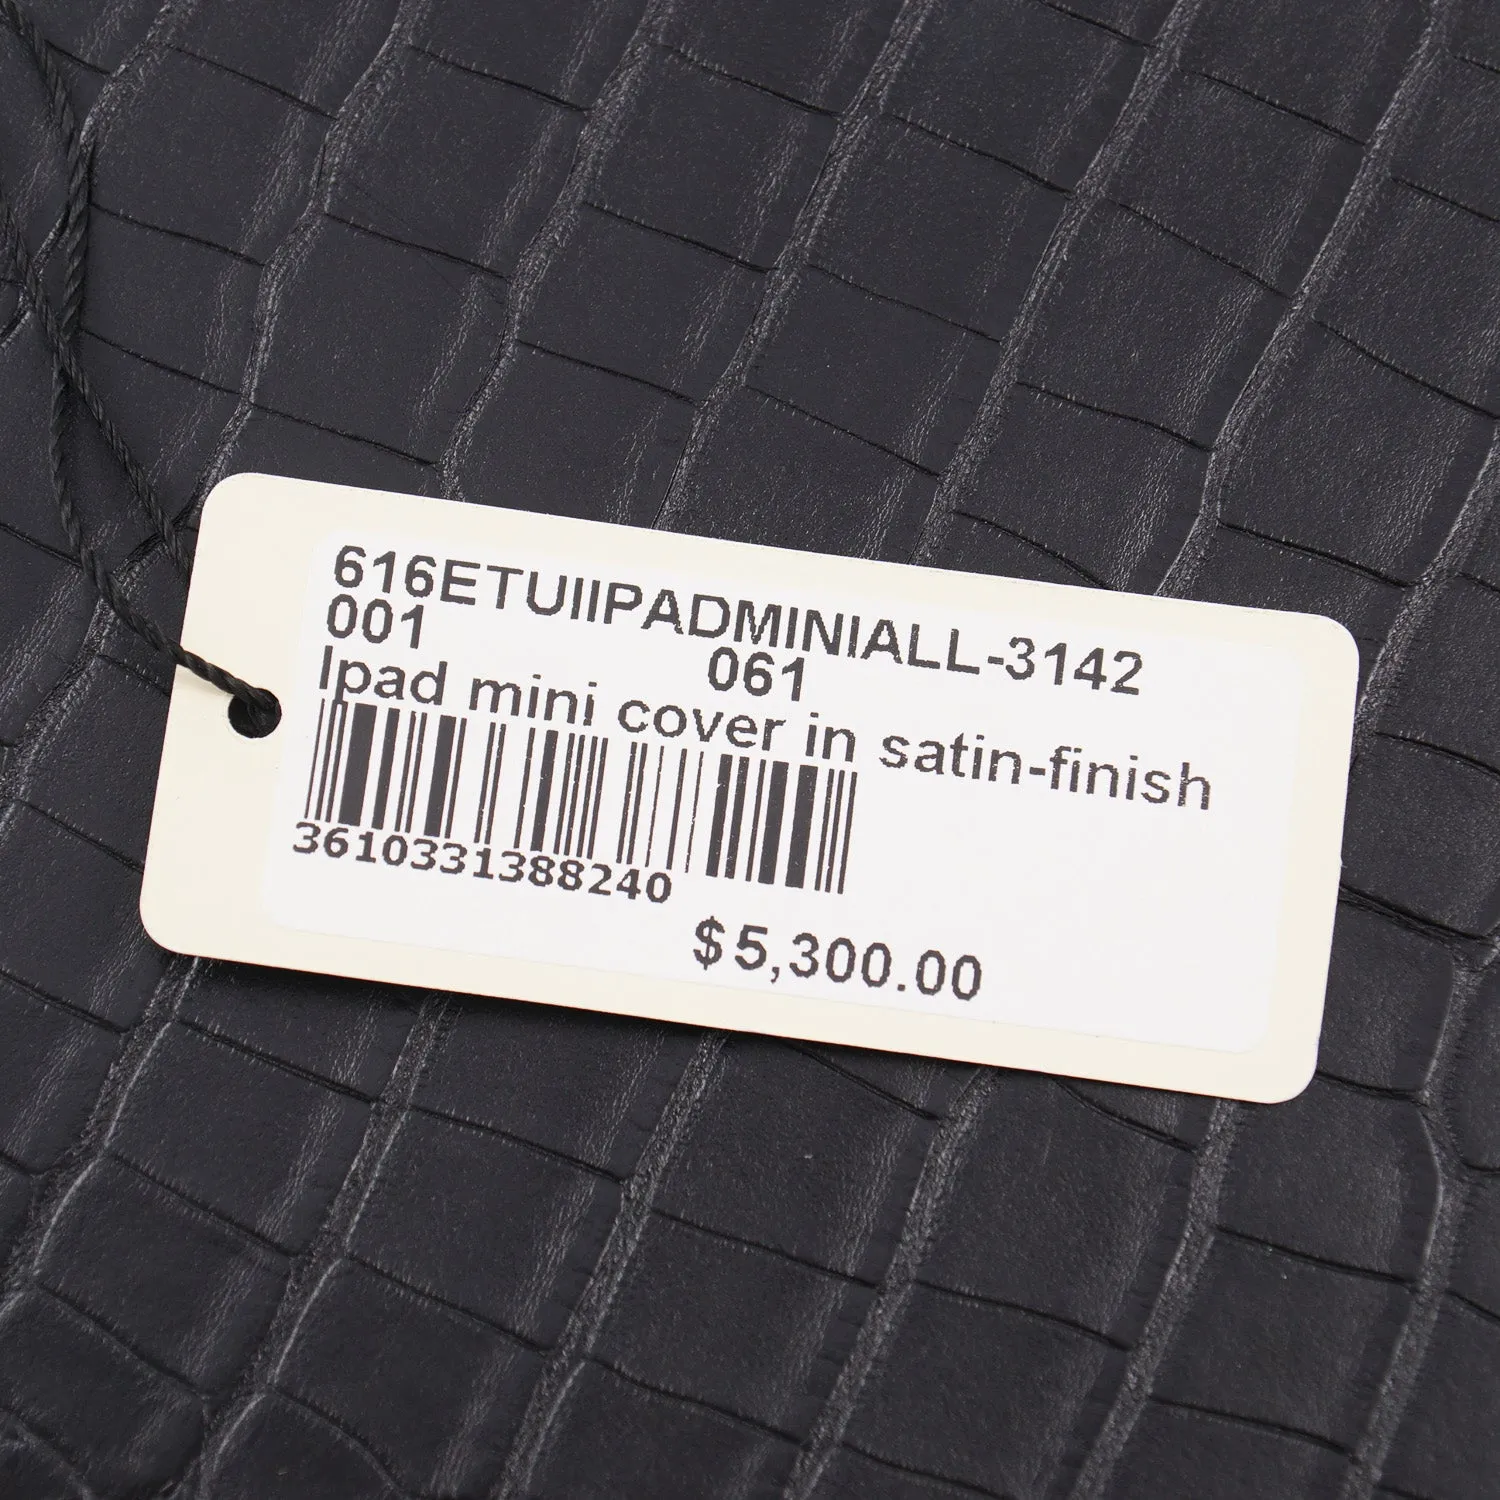 616ETUIIPADMINIALL-3142
001 061
Ipad mini cover in satin-finish
3610331388240
$5,300.00